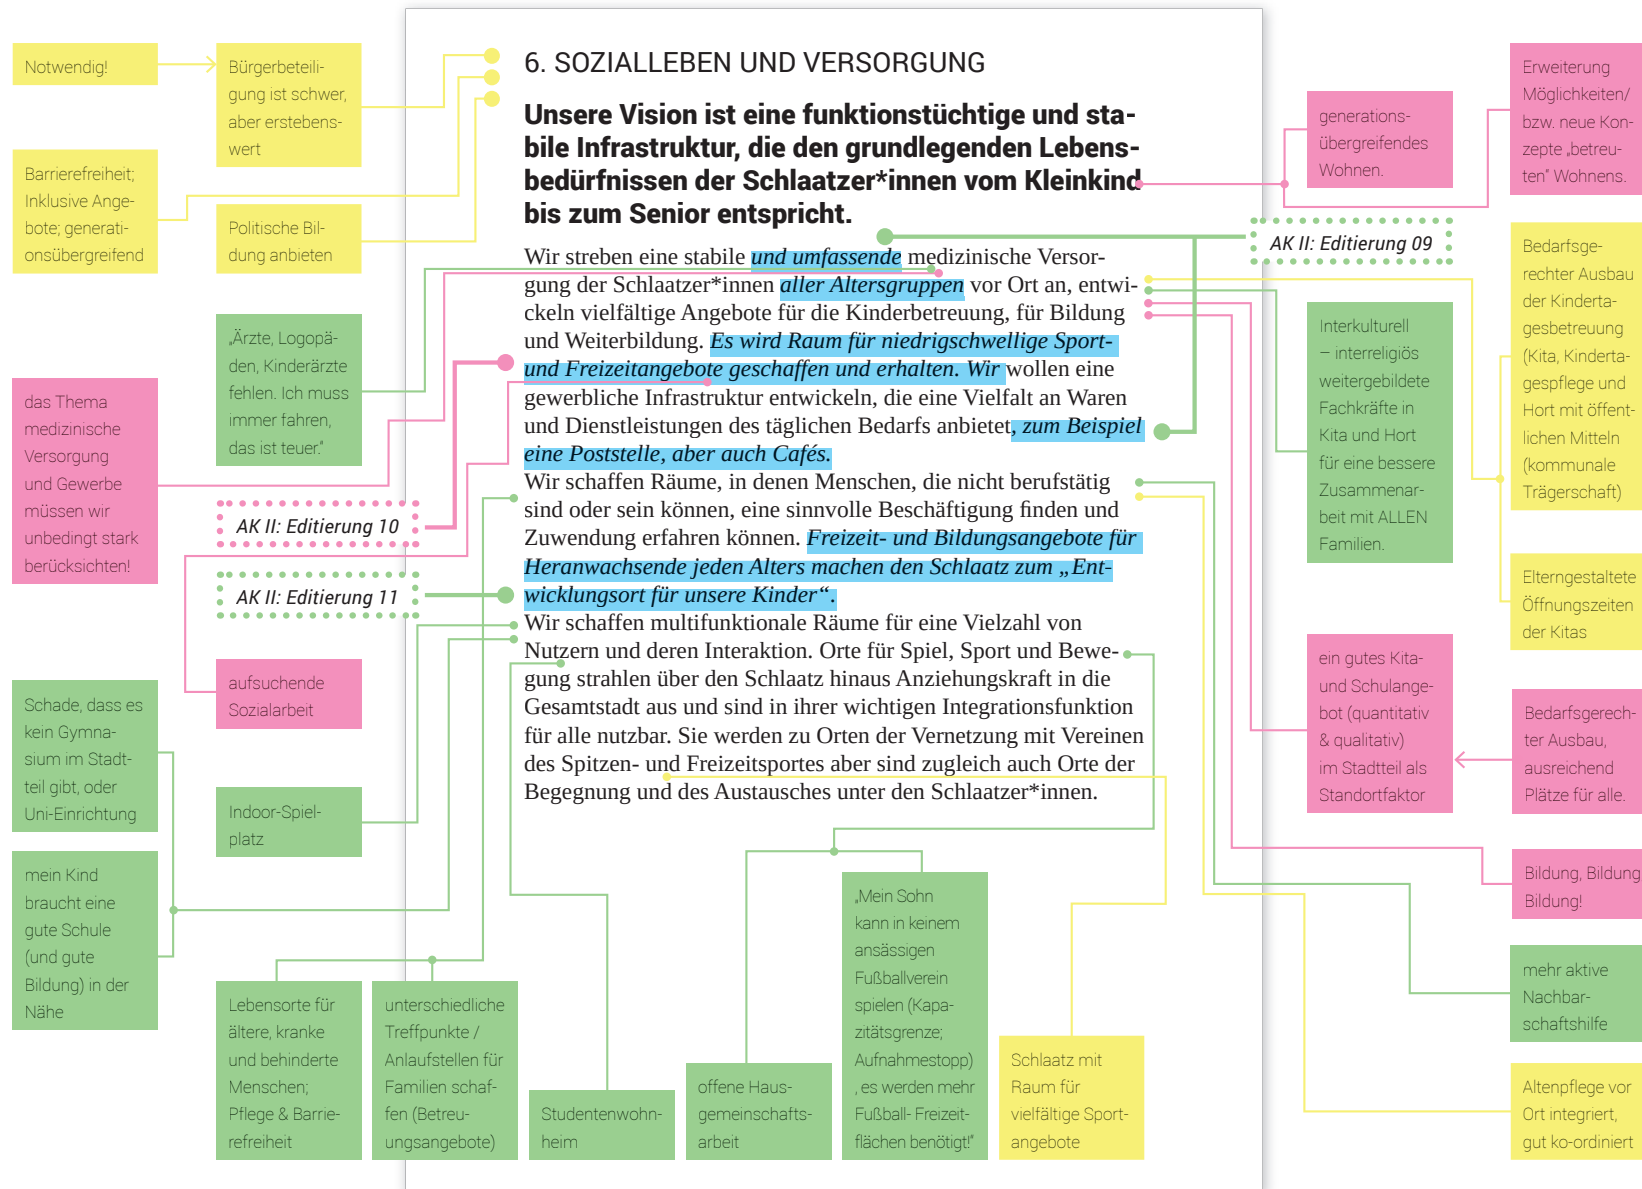 Notwendig!
Bürgerbeteili-
gung ist schwer,
aber erstebens-
wert
Barrierefreiheit;
Inklusive Ange-
bote; generati-
onsübergreifend
Politische Bil-
dung anbieten
„Ärzte, Logopä-
den, Kinderärzte
fehlen. Ich muss
immer fahren,
das ist teuer.“
das Thema
medizinische
Versorgung
und Gewerbe
müssen wir
unbedingt stark
berücksichten!
AK II: Editierung 10
AK II: Editierung 11
aufsuchende
Sozialarbeit
Schade, dass es
kein Gymna-
sium im Stadt-
teil gibt, oder
Uni-Einrichtung
Indoor-Spiel-
platz
mein Kind
braucht eine
gute Schule
(und gute
Bildung) in der
Nähe
6. SOZIALLEBEN UND VERSORGUNG
Unsere Vision ist eine funktionstüchtige und sta-
bile Infrastruktur, die den grundlegenden Lebens-
bedürfnissen der Schlaatzer*innen vom Kleinkind
bis zum Senior entspricht.
Wir streben eine stabile und umfassende medizinische Versor-
gung der Schlaatzer*innen aller Altersgruppen vor Ort an, entwi-
ckeln vielfältige Angebote für die Kinderbetreuung, für Bildung
und Weiterbildung. Es wird Raum für niedrigschwellige Sport-
und Freizeitangebote geschaffen und erhalten. Wir wollen eine
gewerbliche Infrastruktur entwickeln, die eine Vielfalt an Waren
und Dienstleistungen des täglichen Bedarfs anbietet, zum Beispiel
eine Poststelle, aber auch Cafés.
Wir schaffen Räume, in denen Menschen, die nicht berufstätig
sind oder sein können, eine sinnvolle Beschäftigung finden und
Zuwendung erfahren können. Freizeit- und Bildungsangebote für
Heranwachsende jeden Alters machen den Schlaatz zum „Ent-
wicklungsort für unsere Kinder“.
Wir schaffen multifunktionale Räume für eine Vielzahl von
Nutzern und deren Interaktion. Orte für Spiel, Sport und Bewe-
gung strahlen über den Schlaatz hinaus Anziehungskraft in die
Gesamtstadt aus und sind in ihrer wichtigen Integrationsfunktion
für alle nutzbar. Sie werden zu Orten der Vernetzung mit Vereinen
des Spitzen- und Freizeitsportes aber sind zugleich auch Orte der
Begegnung und des Austausches unter den Schlaatzer*innen.
generations-
übergreifendes
Wohnen.
Erweiterung
Möglichkeiten/
bzw. neue Kon-
zepte „betreu-
ten“ Wohnens.
AK II: Editierung 09
Bedarfsge-
rechter Ausbau
der Kinderta-
gesbetreuung
(Kita, Kinderta-
gespflege und
Hort mit öffent-
lichen Mitteln
(kommunale
Trägerschaft)
Interkulturell
– interreligiös
weitergebildete
Fachkräfte in
Kita und Hort
für eine bessere
Zusammenar-
beit mit ALLEN
Familien.
Elterngestaltete
Öffnungszeiten
der Kitas
ein gutes Kita-
und Schulange-
bot (quantitativ
& qualitativ)
im Stadtteil als
Standortfaktor
Bedarfsgerech-
ter Ausbau,
ausreichend
Plätze für alle.
Bildung, Bildung
Bildung!
mehr aktive
Nachbar-
schaftshilfe
Altenpflege vor
Ort integriert,
gut ko-ordiniert
Lebensorte für
ältere, kranke
und behinderte
Menschen;
Pflege & Barrie-
refreiheit
unterschiedliche
Treffpunkte /
Anlaufstellen für
Familien schaf-
fen (Betreu-
ungsangebote)
Studentenwohn-
heim
offene Haus-
gemeinschafts-
arbeit
„Mein Sohn
kann in keinem
ansässigen
Fußballverein
spielen (Kapa-
zitätsgrenze;
Aufnahmestopp)
, es werden mehr
Fußball- Freizeit-
flächen benötigt!“
Schlaatz mit
Raum für
vielfältige Sport-
angebote